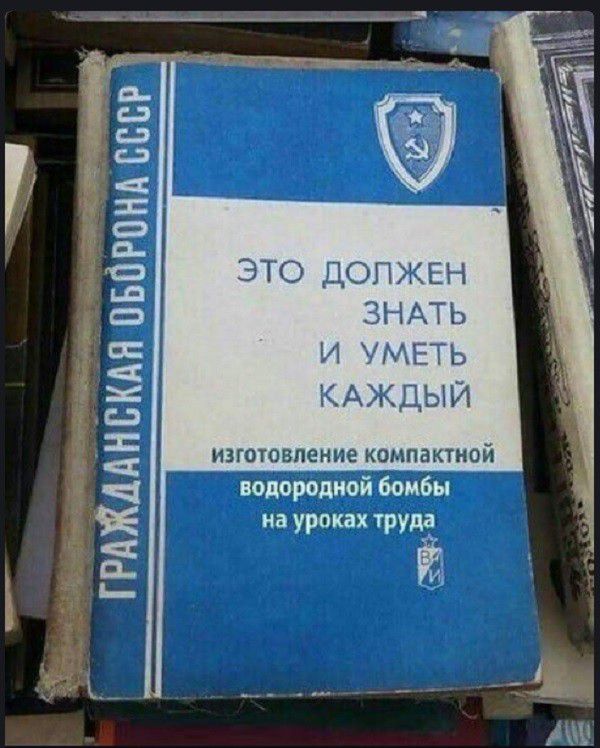 ГРАЖДАНСКАЯ ОБОРОНА СССР
ЭТО ДОЛЖЕН
ЗНАТЬ
И УМЕТЬ
КАЖДЫЙ
изготовление компактной
водородной бомбы
на уроках труда
В И